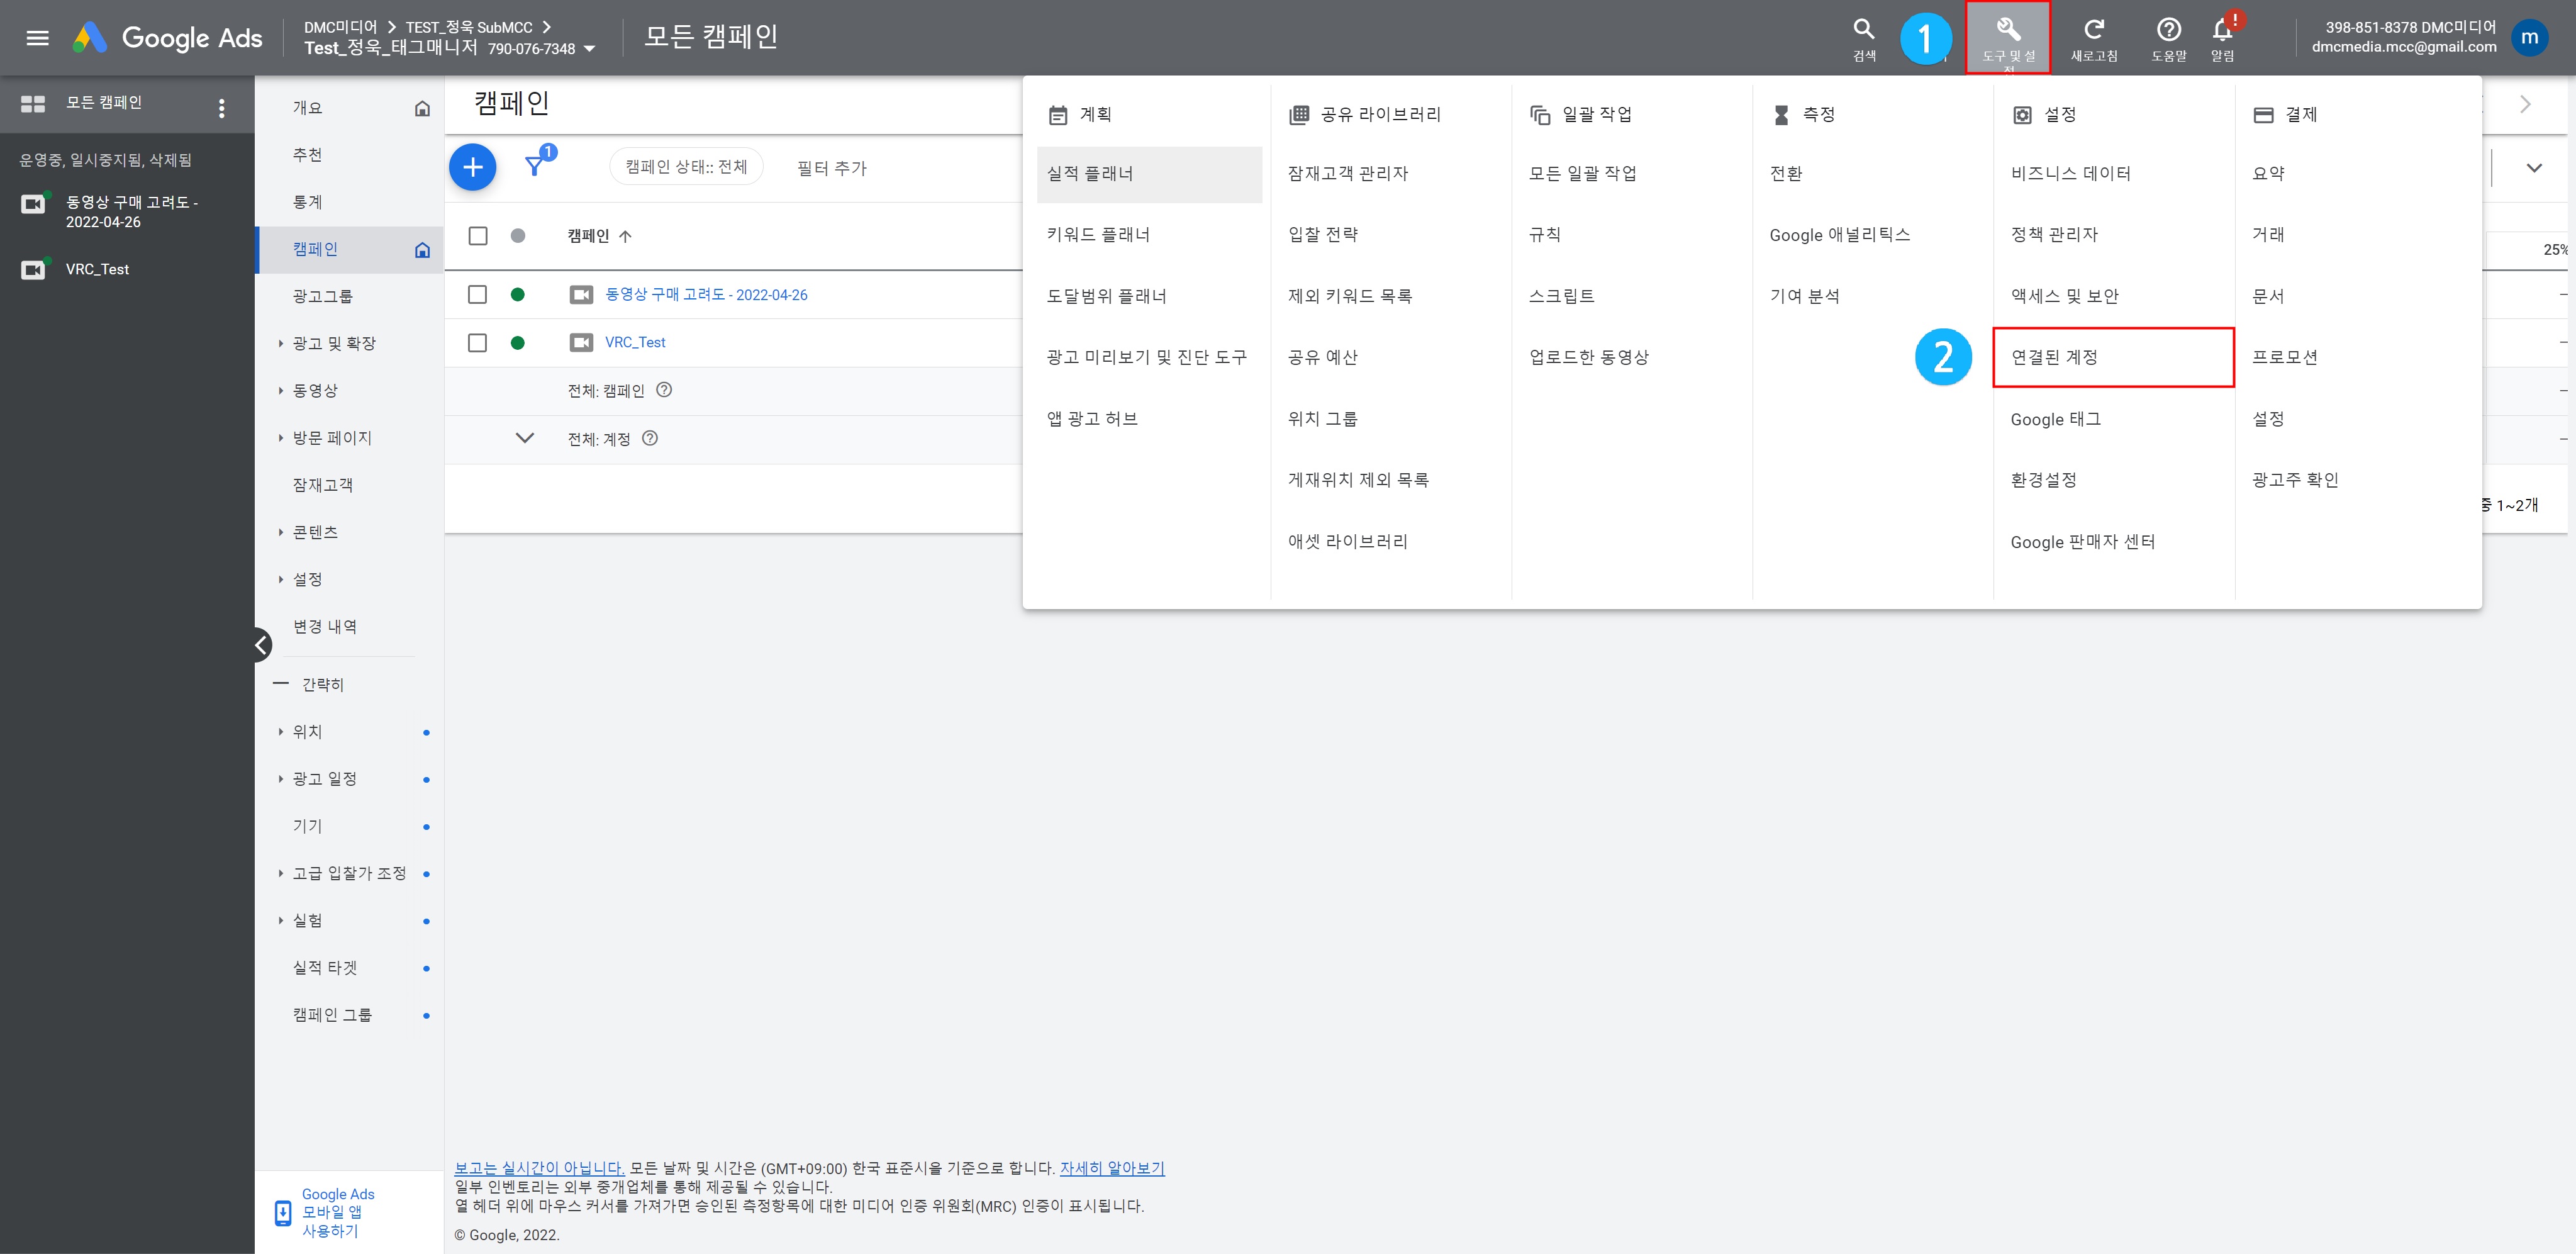 Google Ads
DMC미디어 > TEST_정욱 SubMCC >
Test_정욱_태그매니저 790-076-7348
모든 캠페인
검색
1
도구 및 설정
새로고침
도움말
!
알림
398-851-8378 DMC미디어
dmcmedia.mcc@gmail.com
m
모든 캠페인
운영중, 일시중지됨, 삭제됨
동영상 구매 고려도 -
2022-04-26
VRC_Test
개요
추천
통계
캠페인
광고그룹
광고 및 확장
동영상
방문 페이지
잠재고객
콘텐츠
설정
변경 내역
간략히
위치
광고 일정
기기
고급 입찰가 조정
실험
실적 타겟
캠페인 그룹
Google Ads
모바일 앱
사용하기
캠페인
1
캠페인 상태:: 전체
필터 추가
캠페인
동영상 구매 고려도 - 2022-04-26
VRC_Test
전체: 캠페인
전체: 계정
25%
중 1~2개
계획
실적 플래너
키워드 플래너
도달범위 플래너
광고 미리보기 및 진단 도구
앱 광고 허브
공유 라이브러리
잠재고객 관리자
입찰 전략
제외 키워드 목록
공유 예산
위치 그룹
게재위치 제외 목록
애셋 라이브러리
일괄 작업
모든 일괄 작업
규칙
스크립트
업로드한 동영상
측정
전환
Google 애널리틱스
기여 분석
설정
비즈니스 데이터
정책 관리자
액세스 및 보안
2
연결된 계정
Google 태그
환경설정
Google 판매자 센터
결제
요약
거래
문서
프로모션
설정
광고주 확인
보고는 실시간이 아닙니다. 모든 날짜 및 시간은 (GMT+09:00) 한국 표준시을 기준으로 합니다. 자세히 알아보기
일부 인벤토리는 외부 중개업체를 통해 제공될 수 있습니다.
열 헤더 위에 마우스 커서를 가져가면 승인된 측정항목에 대한 미디어 인증 위원회(MRC) 인증이 표시됩니다.
© Google, 2022.